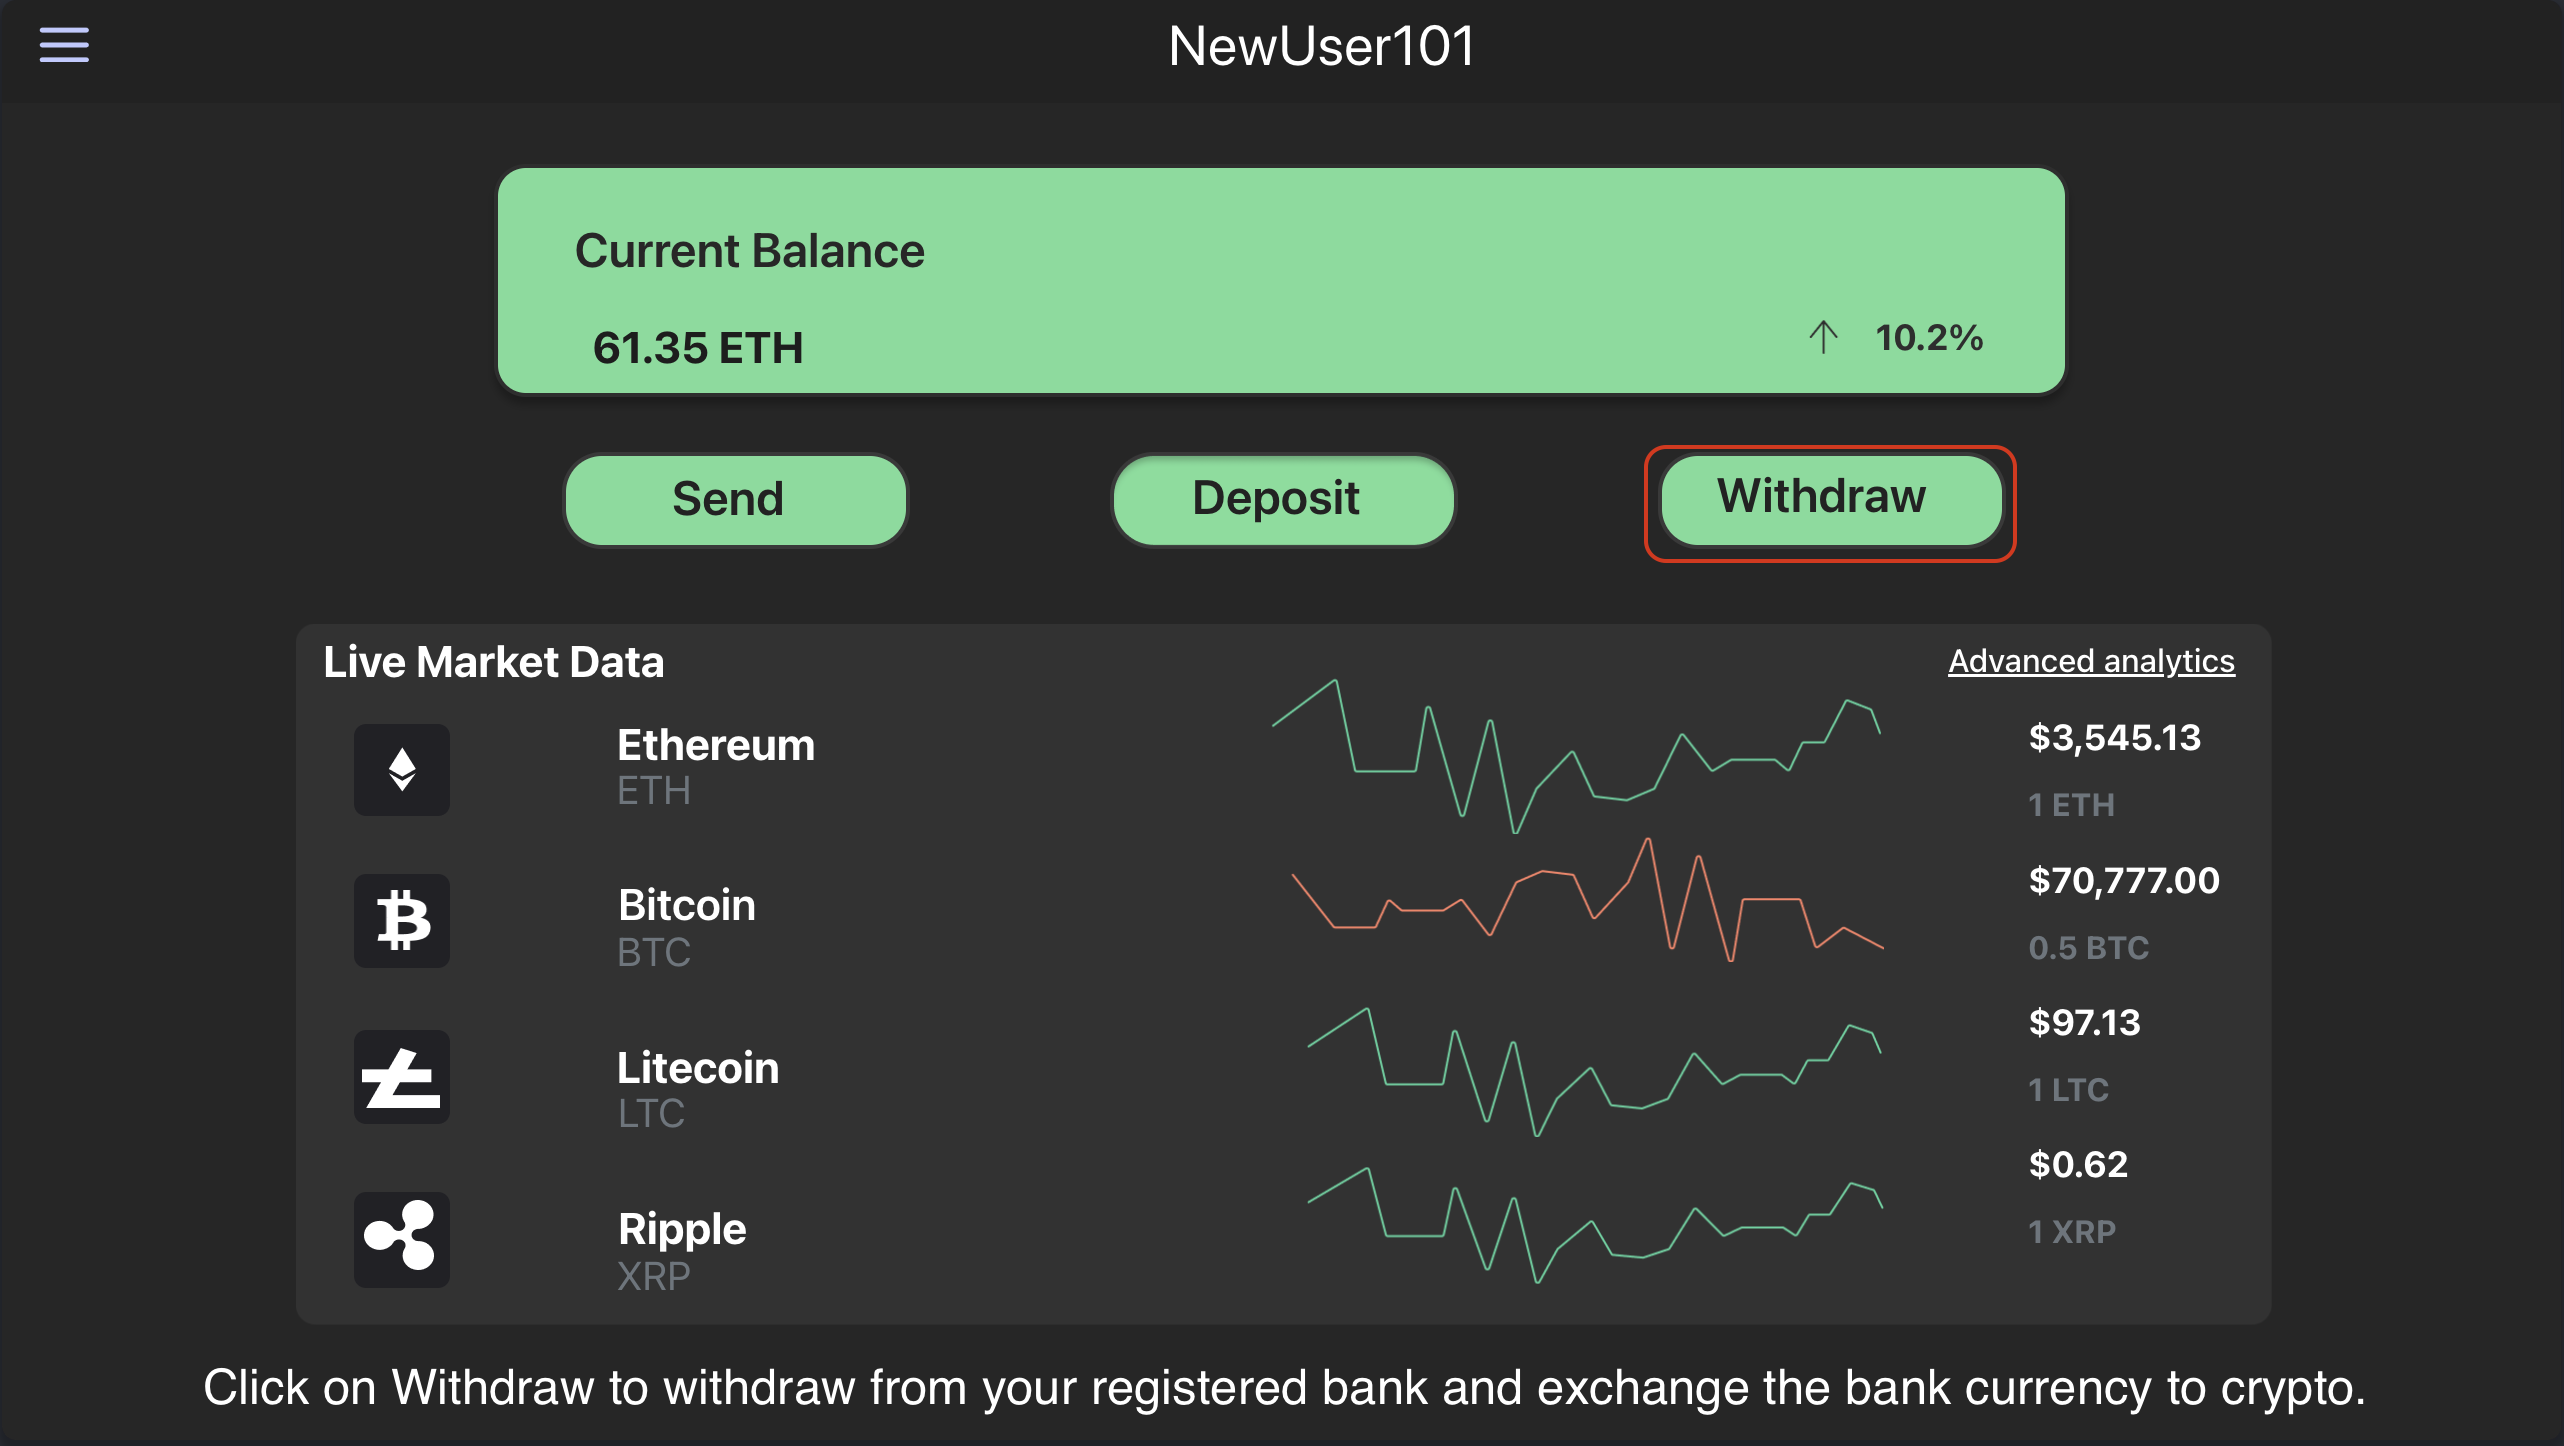 NewUser101
Current Balance
61.35 ETH
10.2%
Send
Deposit
Withdraw
Live Market Data
Advanced analytics
Ethereum
ETH
$3,545.13
1 ETH
Bitcoin
BTC
$70,777.00
0.5 BTC
Litecoin
LTC
$97.13
1 LTC
Ripple
XRP
$0.62
1 XRP
Click on Withdraw to withdraw from your registered bank and exchange the bank currency to crypto.